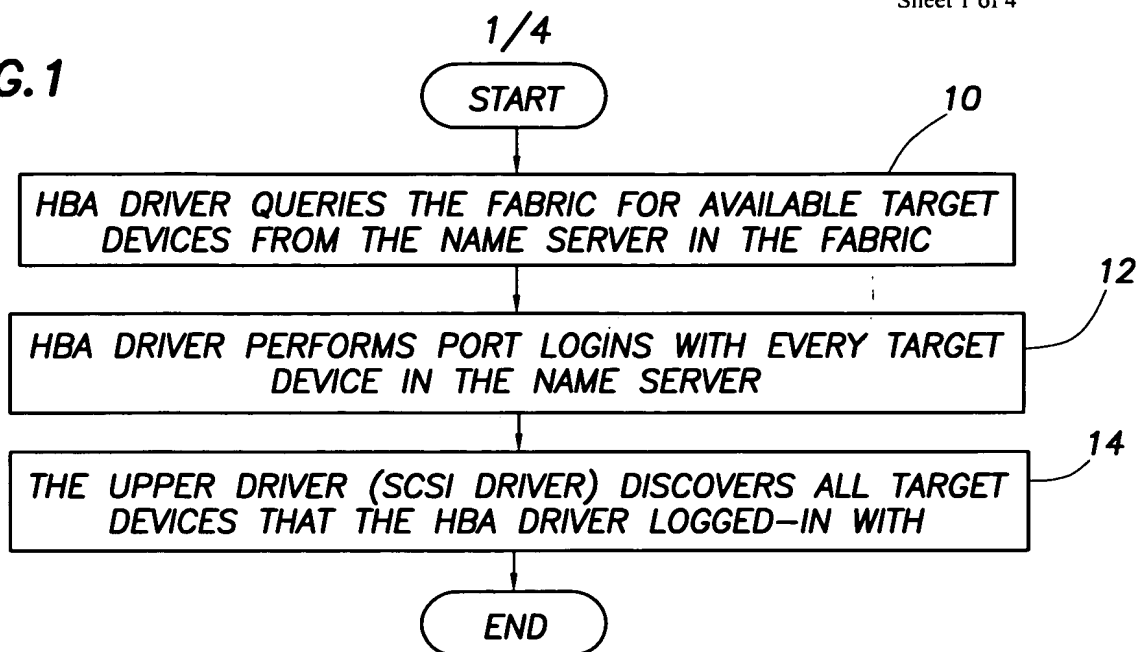 Sheet 1 of 4
1/4
G.1
START
10
HBA DRIVER QUERIES THE FABRIC FOR AVAILABLE TARGET
DEVICES FROM THE NAME SERVER IN THE FABRIC
12
HBA DRIVER PERFORMS PORT LOGINS WITH EVERY TARGET
DEVICE IN THE NAME SERVER
14
THE UPPER DRIVER (SCSI DRIVER) DISCOVERS ALL TARGET
DEVICES THAT THE HBA DRIVER LOGGED-IN WITH
END